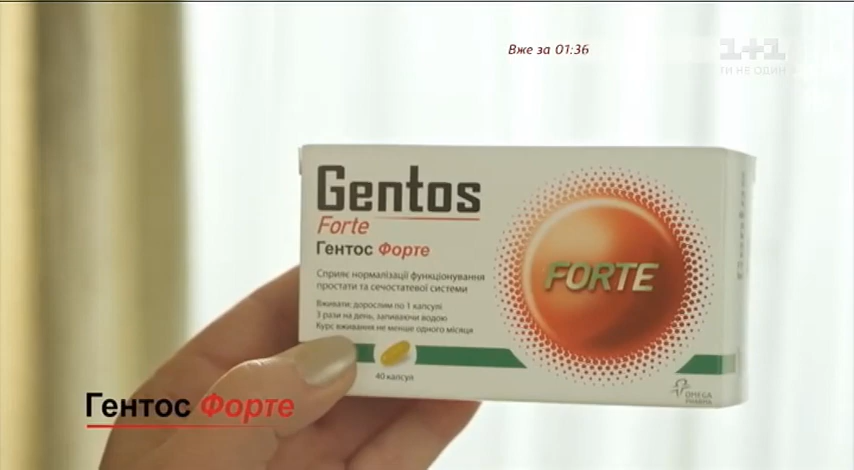 Вже за 01:36
1+1
ТИ НЕ ОДИН
Gentos
Forte
Гентос Форте
FORTE
Сприяє нормалізації функціонування
простати та сечостатевої системи
Вживати: дорослим по 1 капсулі
3 рази на день, запиваючи водою
Курс вживання не менше одного місяця
40 капсул
OMEGA
PHARMA
Гентос Форте